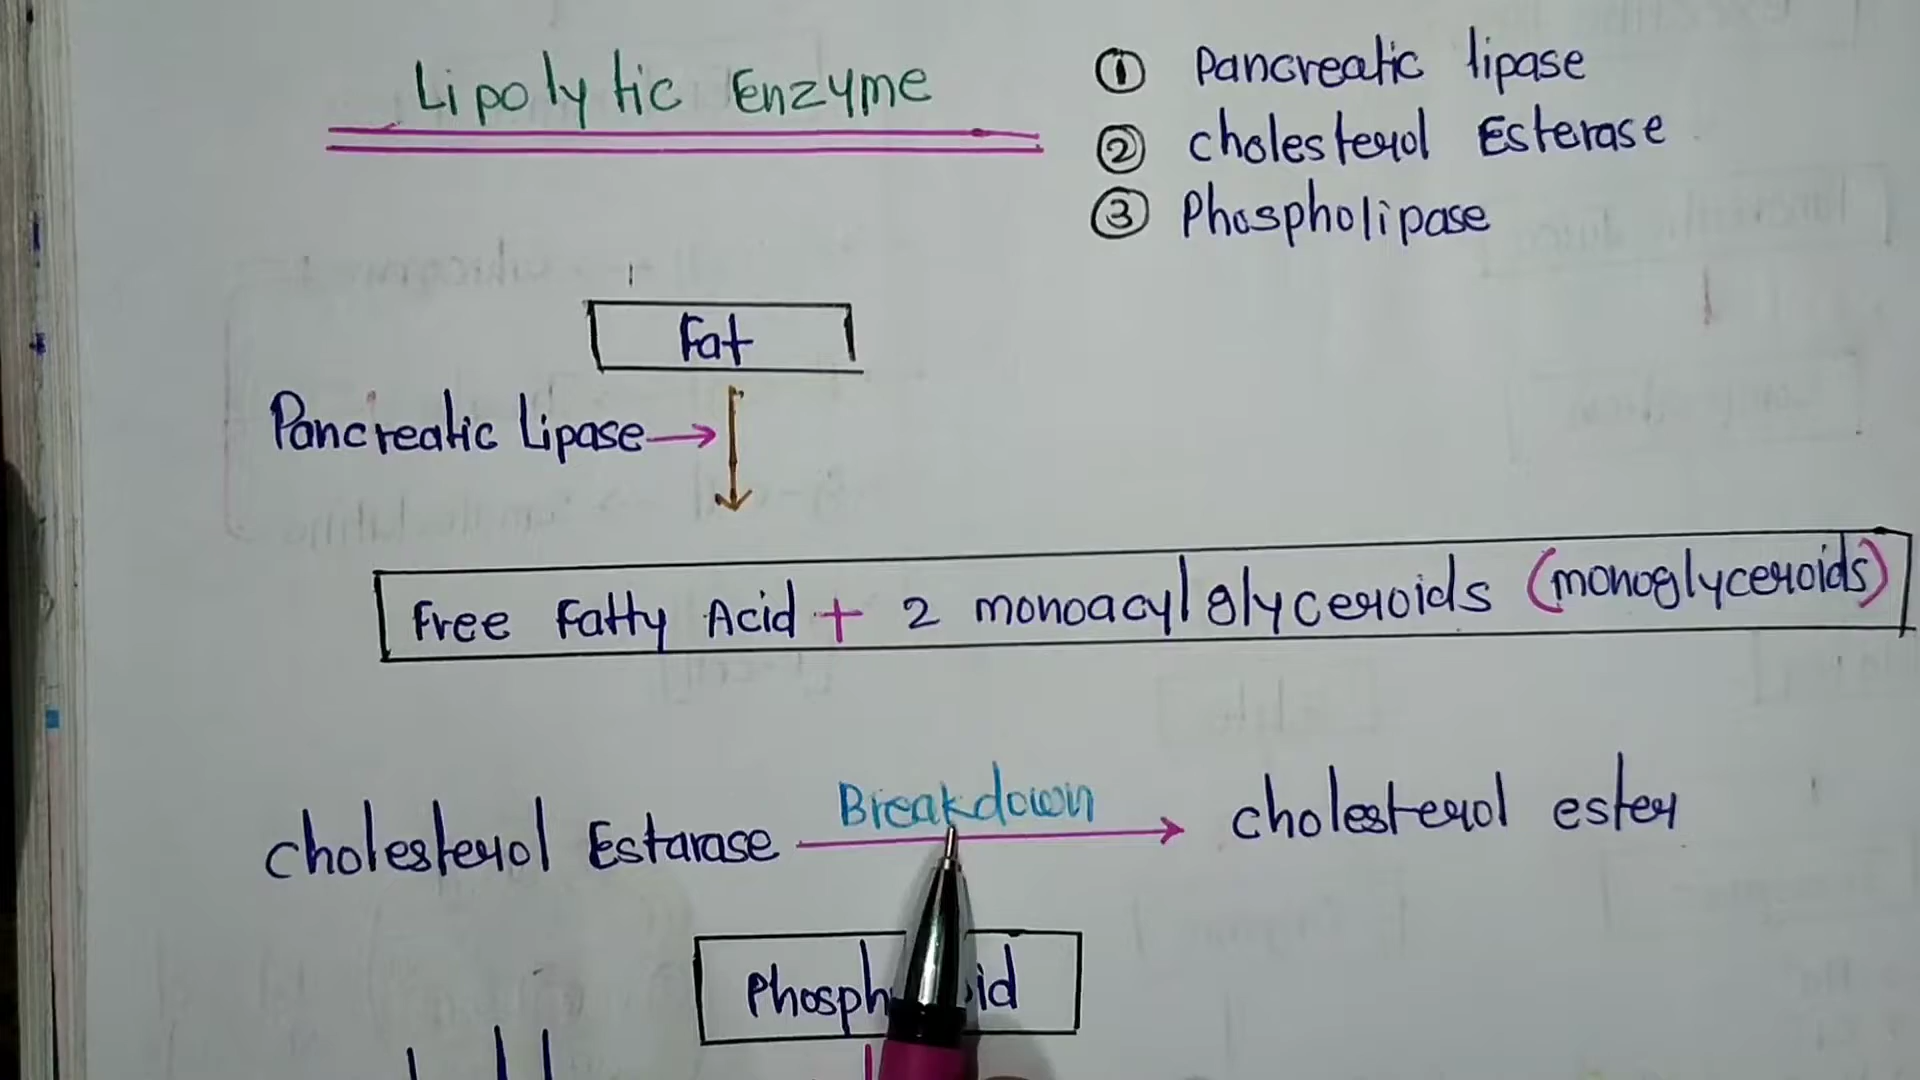 Lipolytic Enzyme
① Pancreatic lipase
② cholesterol Esterase
③ Phospholipase
Fat
Pancreatic Lipase →
Free Fatty Acid + 2 monoacylglyceroids (monoglyceroids)
Breakdown
cholesterol Estarase → cholesterol ester